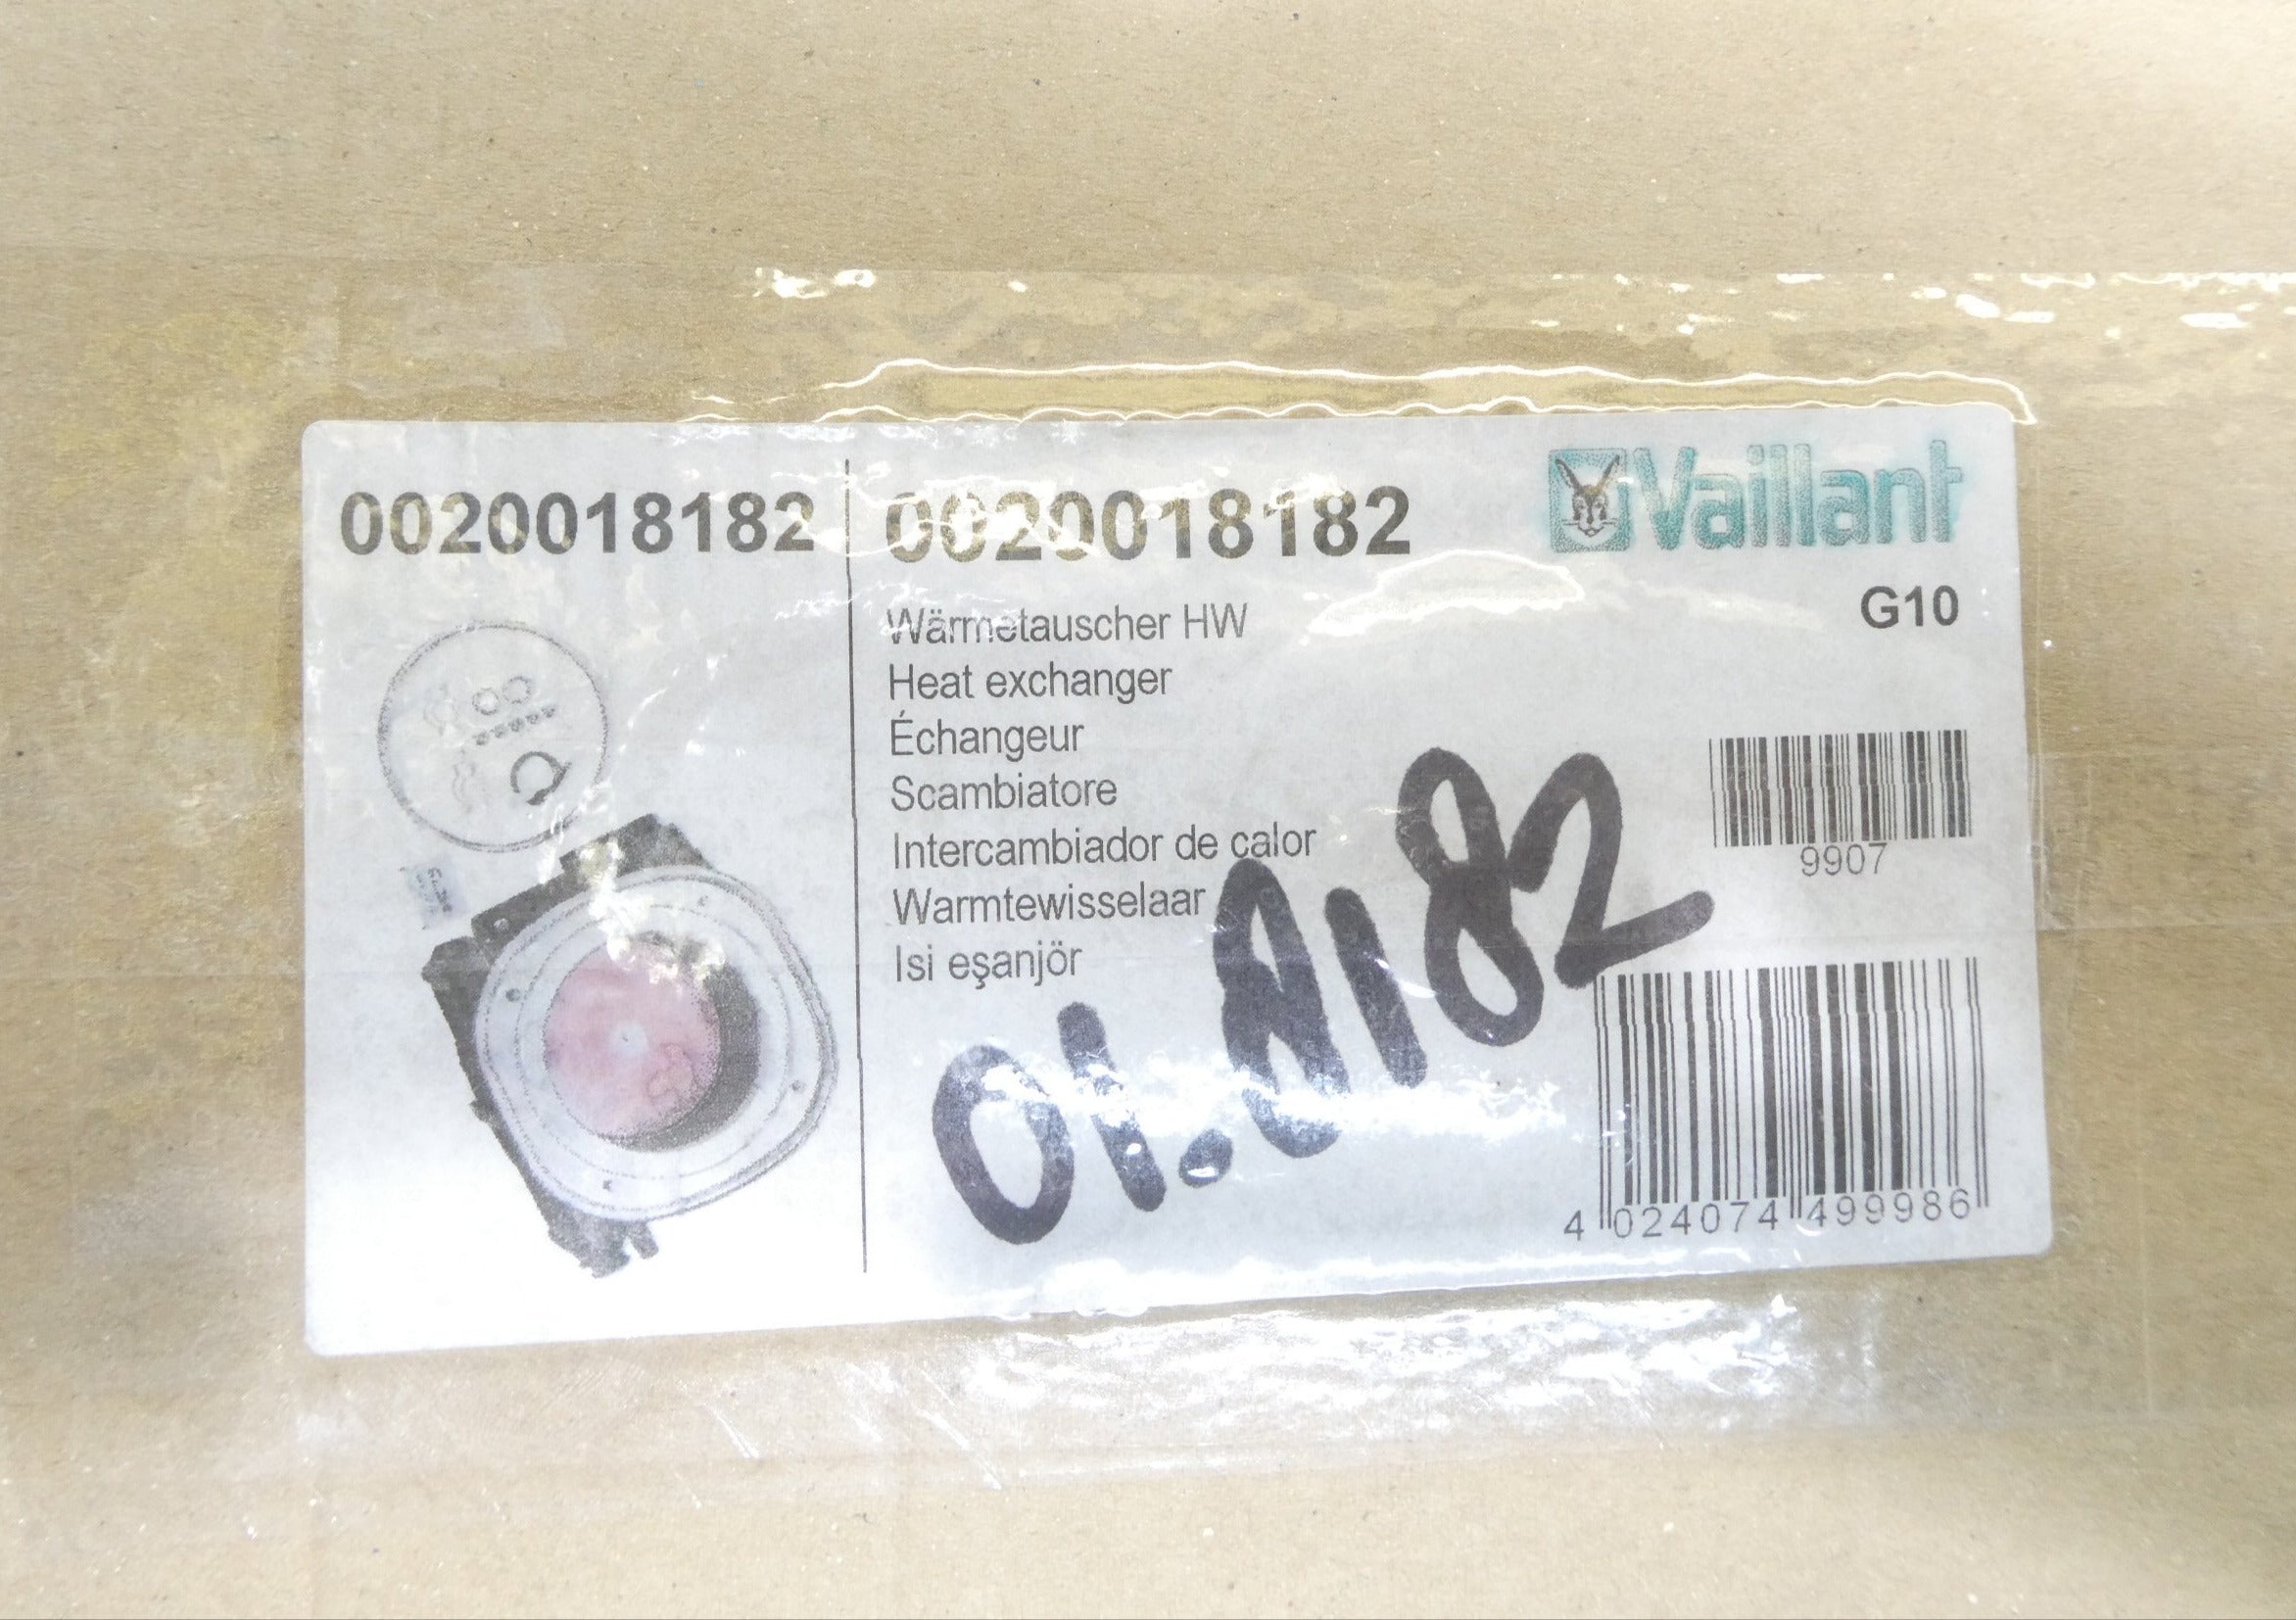 0020018182
0020018182
Vaillant
G10
Wärmetauscher HW
Heat exchanger
Échangeur
Scambiatore
Intercambiador de calor
Warmtewisselaar
Isi eşanjör
9907
4 024074 499986